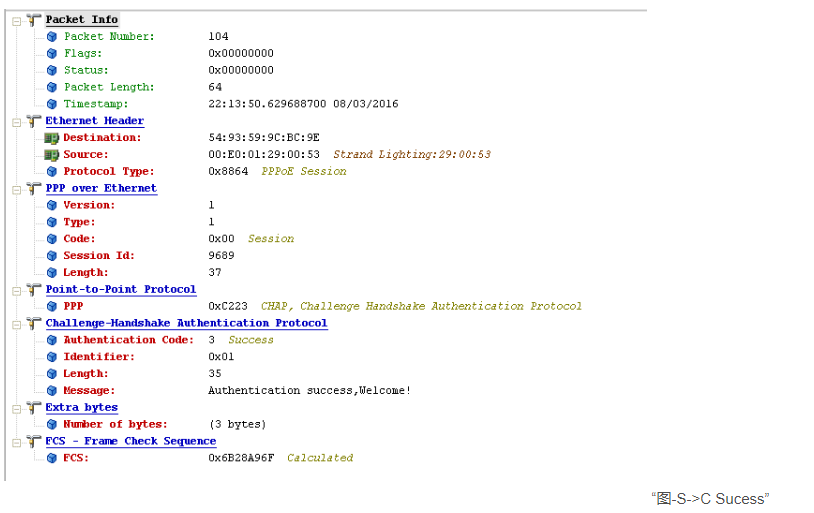 Packet Info
Packet Number: 104
Flags: 0x00000000
Status: 0x00000000
Packet Length: 64
Timestamp: 22:13:50.629688700 08/03/2016
Ethernet Header
Destination: 54:93:59:9C:BC:9E
Source: 00:E0:01:29:00:53 Strand Lighting:29:00:53
Protocol Type: 0x8864 PPPoE Session
PPP over Ethernet
Version: 1
Type: 1
Code: 0x00 Session
Session Id: 9689
Length: 37
Point-to-Point Protocol
PPP 0xC223 CHAP, Challenge Handshake Authentication Protocol
Challenge-Handshake Authentication Protocol
Authentication Code: 3 Success
Identifier: 0x01
Length: 35
Message: Authentication success,Welcome!
Extra bytes
Number of bytes: (3 bytes)
FCS - Frame Check Sequence
FCS: 0x6B28A96F Calculated
“图-S->C Sucess”